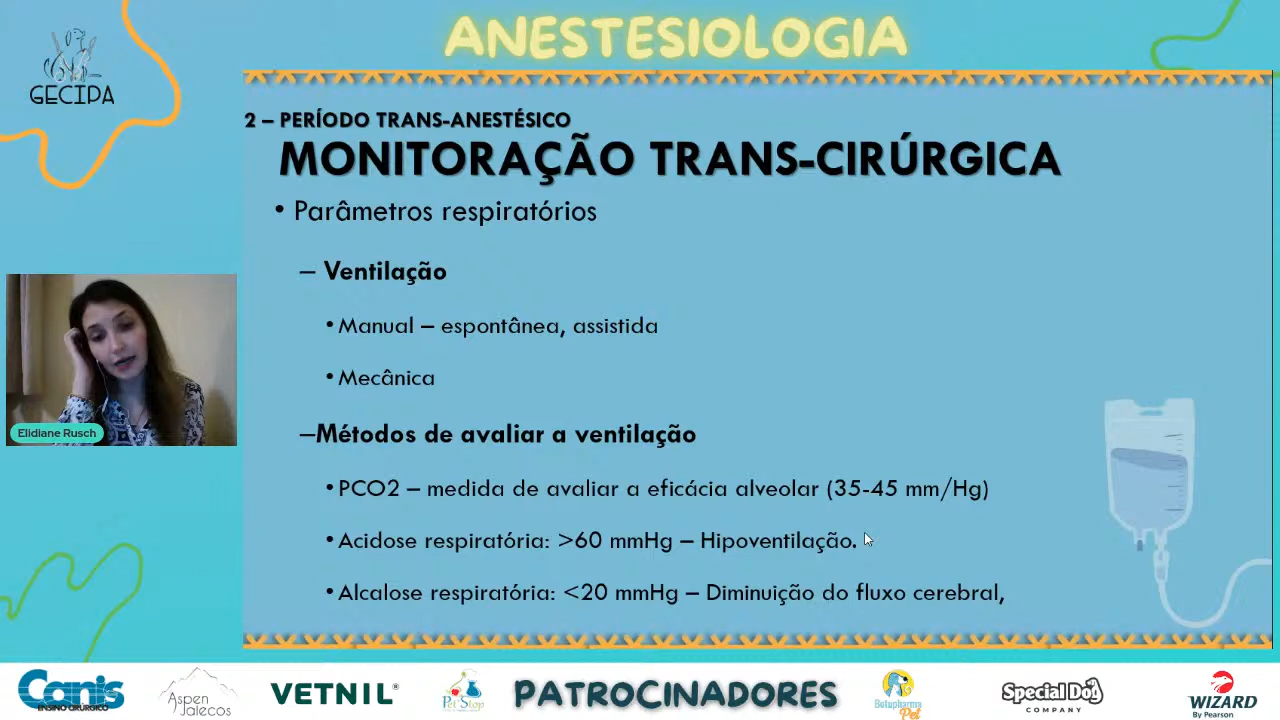 ANESTESIOLOGIA
GECIPA
2 – PERÍODO TRANS-ANESTÉSICO
MONITORAÇÃO TRANS-CIRÚRGICA
• Parâmetros respiratórios
– Ventilação
• Manual – espontânea, assistida
• Mecânica
Elidiane Rusch
–Métodos de avaliar a ventilação
• PCO2 – medida de avaliar a eficácia alveolar (35-45 mm/Hg)
• Acidose respiratória: >60 mmHg – Hipoventilação.
• Alcalose respiratória: <20 mmHg – Diminuição do fluxo cerebral,
Canis
ENSINO CIRÚRGICO
Aspen
Jalecos
VETNIL®
Pet Stop
PATROCINADORES
Botupharma
Pet
Special Dog
COMPANY
WIZARD
By Pearson